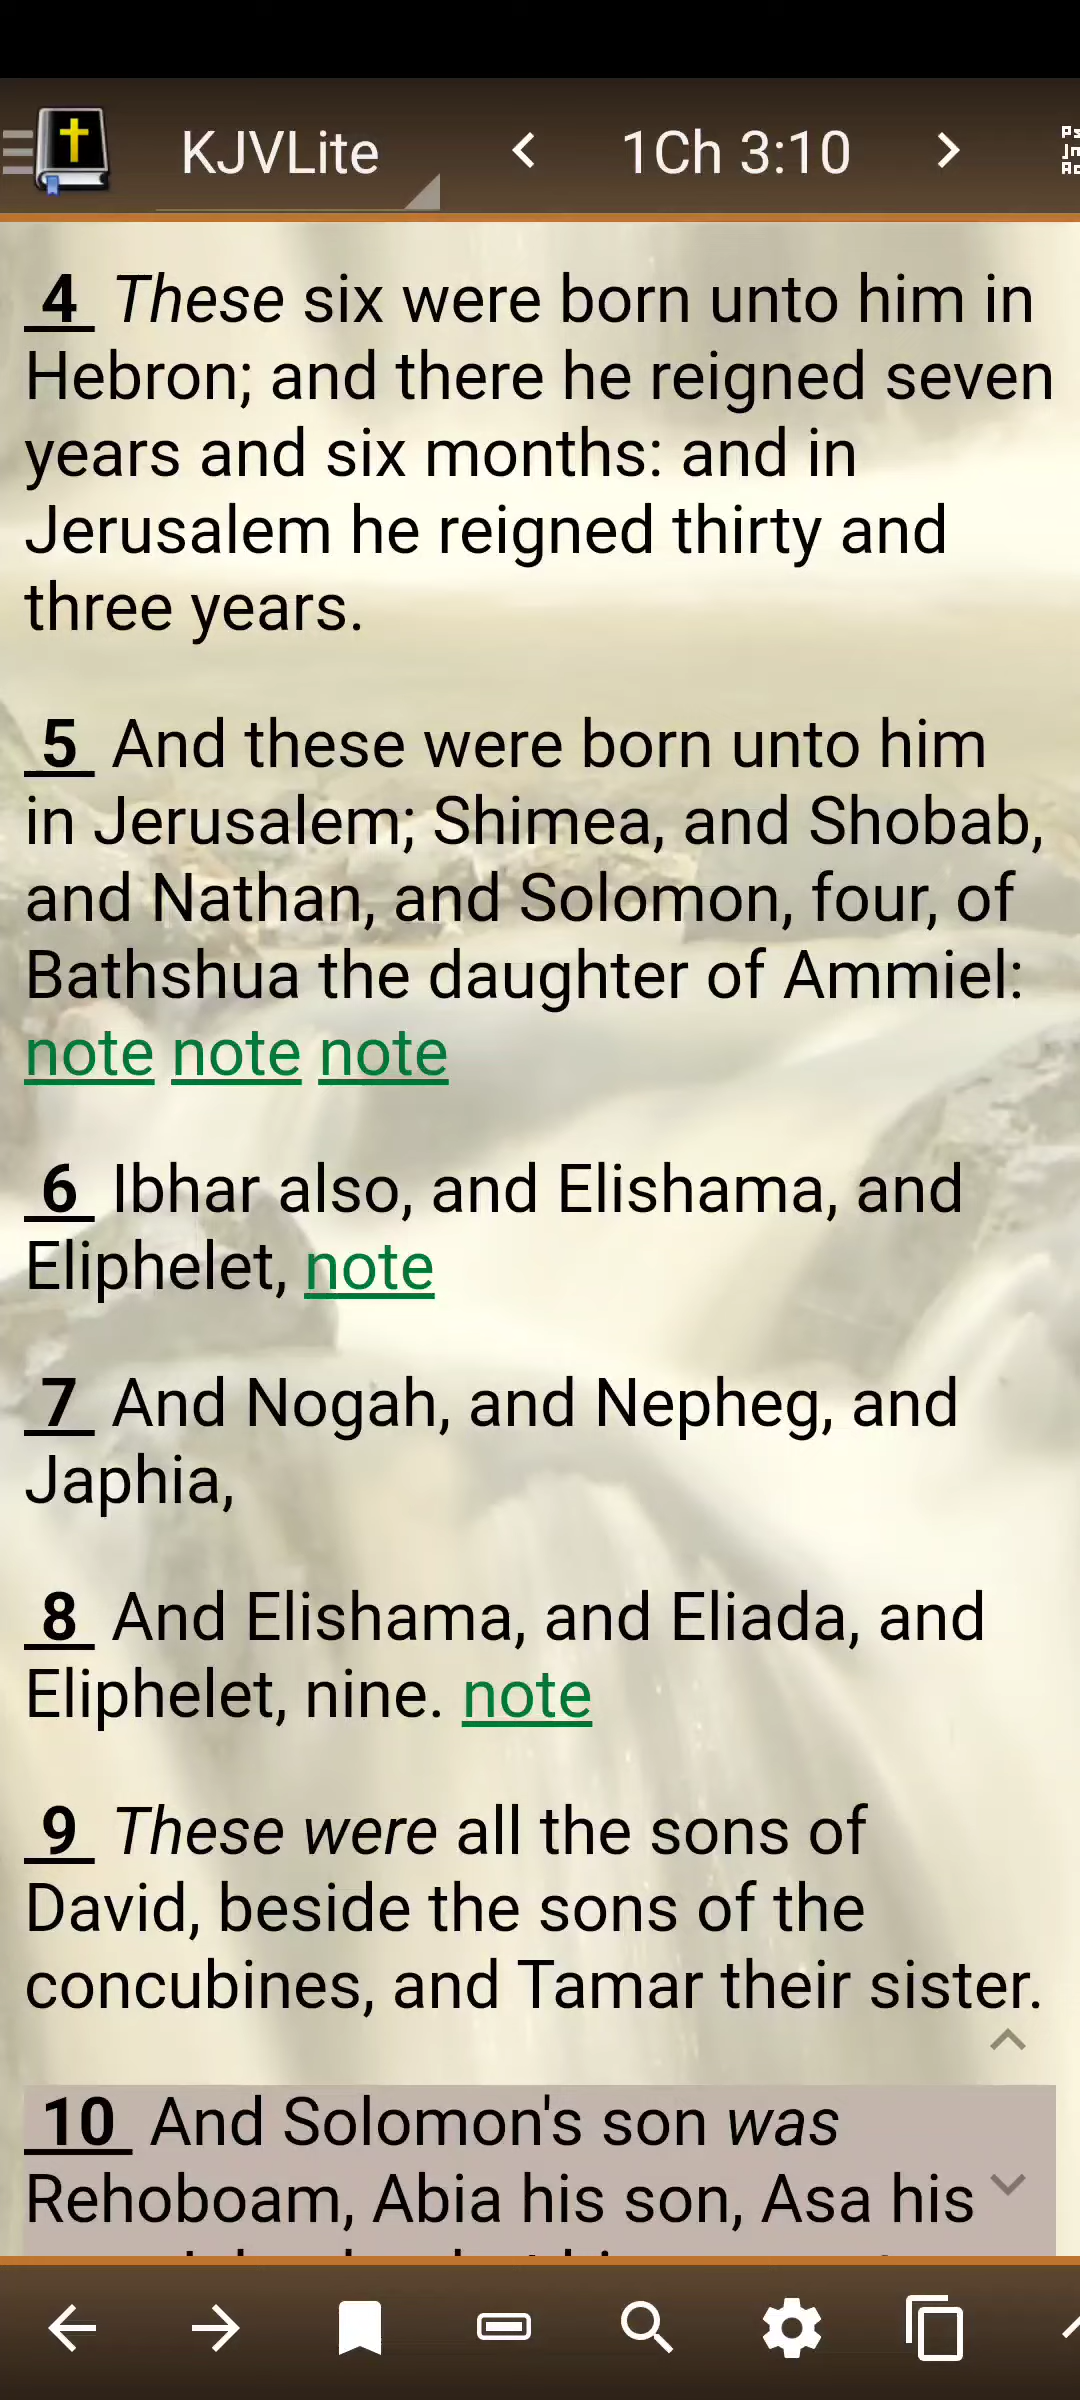 KJVLite < 1Ch 3:10 >
4 These six were born unto him in
Hebron; and there he reigned seven
years and six months: and in
Jerusalem he reigned thirty and
three years.
5 And these were born unto him
in Jerusalem; Shimea, and Shobab,
and Nathan, and Solomon, four, of
Bathshua the daughter of Ammiel:
note note note
6 Ibhar also, and Elishama, and
Eliphelet, note
7 And Nogah, and Nepheg, and
Japhia,
8 And Elishama, and Eliada, and
Eliphelet, nine. note
9 These were all the sons of
David, beside the sons of the
concubines, and Tamar their sister.
10 And Solomon's son was
Rehoboam, Abia his son, Asa his